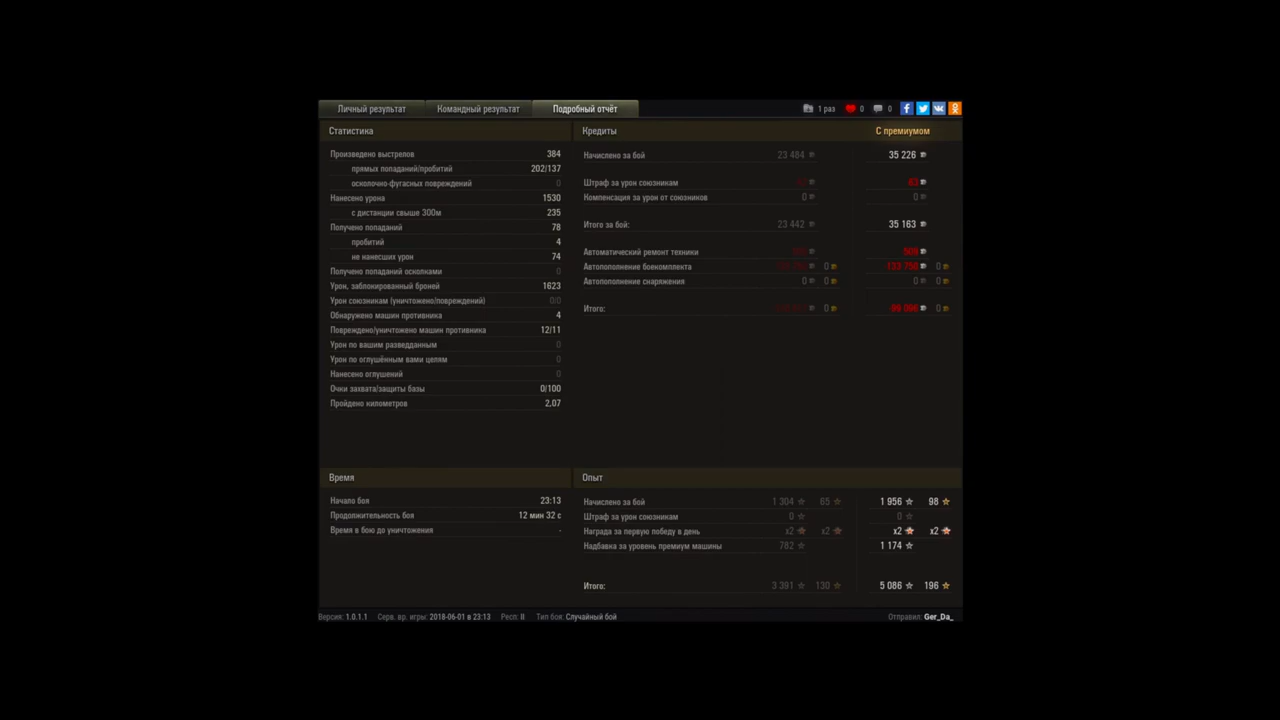 Личный результат Командный результат Подробный отчёт 1 раз 0 0
Статистика
Произведено выстрелов 384
прямых попаданий/пробитий 202/137
осколочно-фугасных повреждений 0
Нанесено урона 1530
с дистанции свыше 300м 235
Получено попаданий 78
пробитий 4
не нанесших урон 74
Получено попаданий осколками 0
Урон, заблокированный броней 1623
Урон союзникам (уничтожено/повреждений) 0/0
Обнаружено машин противника 4
Повреждено/уничтожено машин противника 12/11
Урон по вашим разведданным 0
Урон по оглушённым вами целям 0
Нанесено оглушений 0
Очки захвата/защиты базы 0/100
Пройдено километров 2,07
Кредиты С премиумом
Начислено за бой 23 484 35 226
Штраф за урон союзникам 63
Компенсация за урон от союзников 0 0
Итого за бой: 23 442 35 163
Автоматический ремонт техники 509
Автопополнение боекомплекта 0 133 750 0
Автопополнение снаряжения 0 0 0 0
Итого: 0 -99 096 0
Время
Начало боя 23:13
Продолжительность боя 12 мин 32 с
Время в бою до уничтожения -
Опыт
Начислено за бой 1 304 65 1 956 98
Штраф за урон союзникам 0 0
Награда за первую победу в день x2 x2 x2 x2
Надбавка за уровень премиум машины 782 1 174
Итого: 3 391 130 5 086 196
Версия: 1.0.1.1 Серв. вр. игры: 2018-06-01 в 23:13 Респ: II Тип боя: Случайный бой Отправил: Ger_Da_